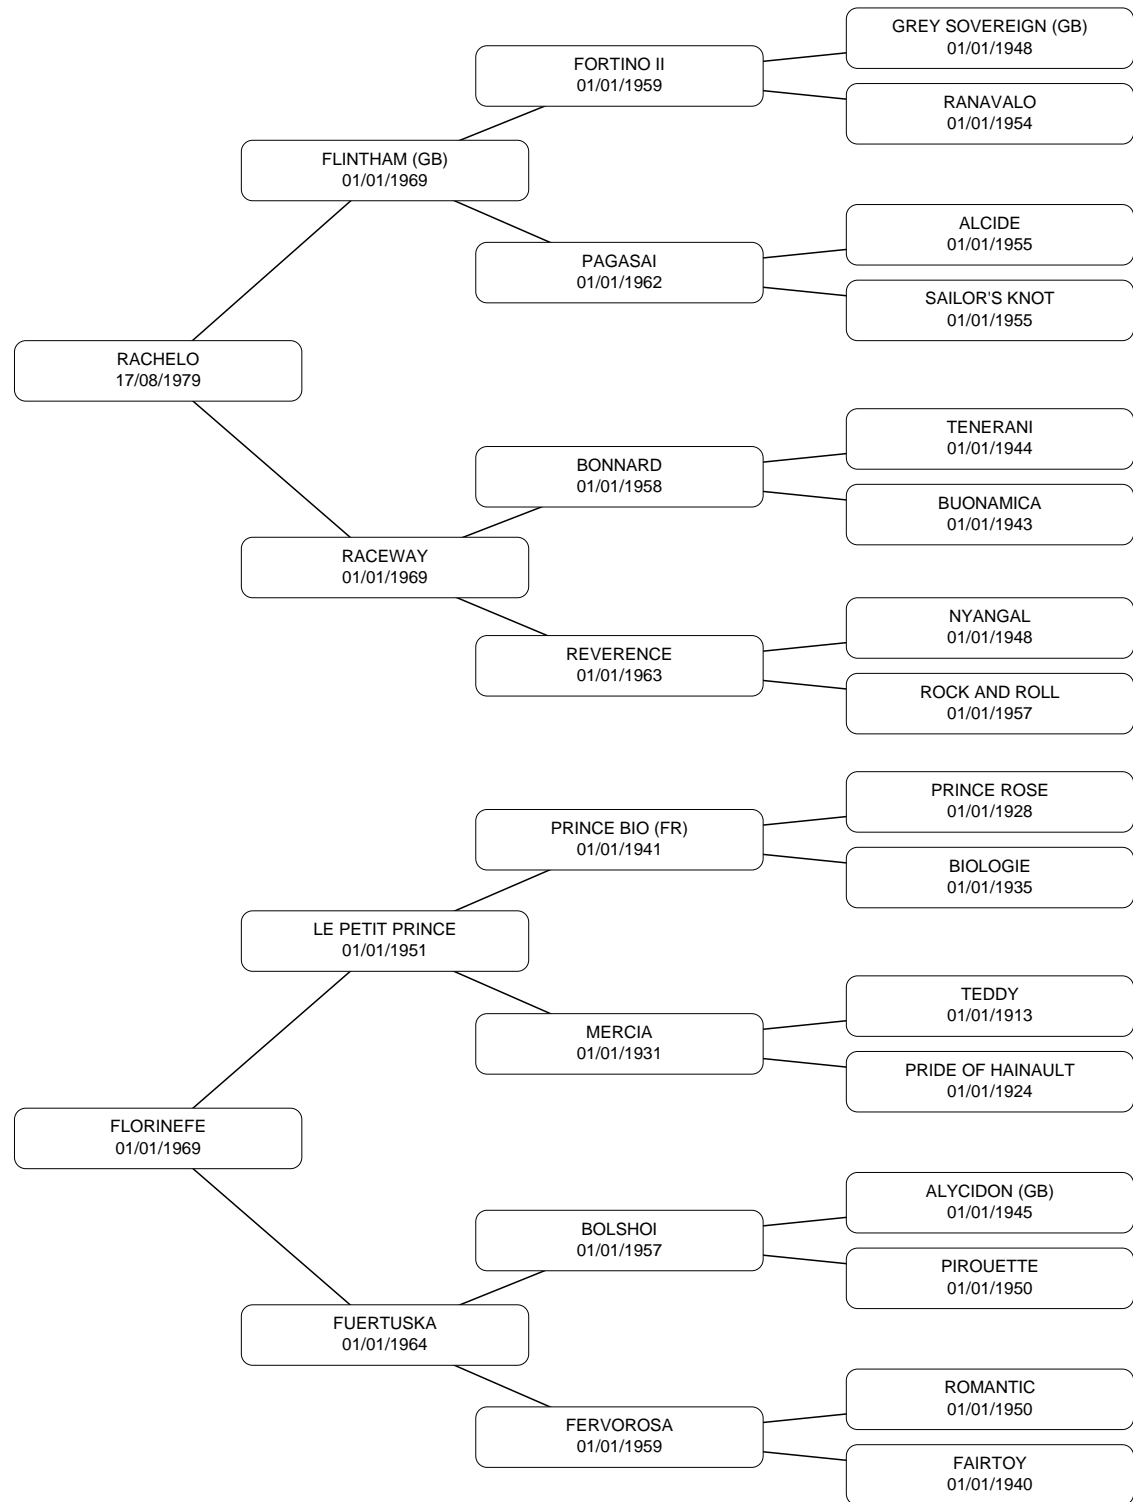 GREY SOVEREIGN (GB)
01/01/1948
FORTINO II
01/01/1959
RANAVALO
01/01/1954
FLINTHAM (GB)
01/01/1969
ALCIDE
01/01/1955
PAGASAI
01/01/1962
SAILOR'S KNOT
01/01/1955
RACHELO
17/08/1979
TENERANI
01/01/1944
BONNARD
01/01/1958
BUONAMICA
01/01/1943
RACEWAY
01/01/1969
NYANGAL
01/01/1948
REVERENCE
01/01/1963
ROCK AND ROLL
01/01/1957
PRINCE ROSE
01/01/1928
PRINCE BIO (FR)
01/01/1941
BIOLOGIE
01/01/1935
LE PETIT PRINCE
01/01/1951
TEDDY
01/01/1913
MERCIA
01/01/1931
PRIDE OF HAINAULT
01/01/1924
FLORINEFE
01/01/1969
ALYCIDON (GB)
01/01/1945
BOLSHOI
01/01/1957
PIROUETTE
01/01/1950
FUERTUSKA
01/01/1964
ROMANTIC
01/01/1950
FERVOROSA
01/01/1959
FAIRTOY
01/01/1940